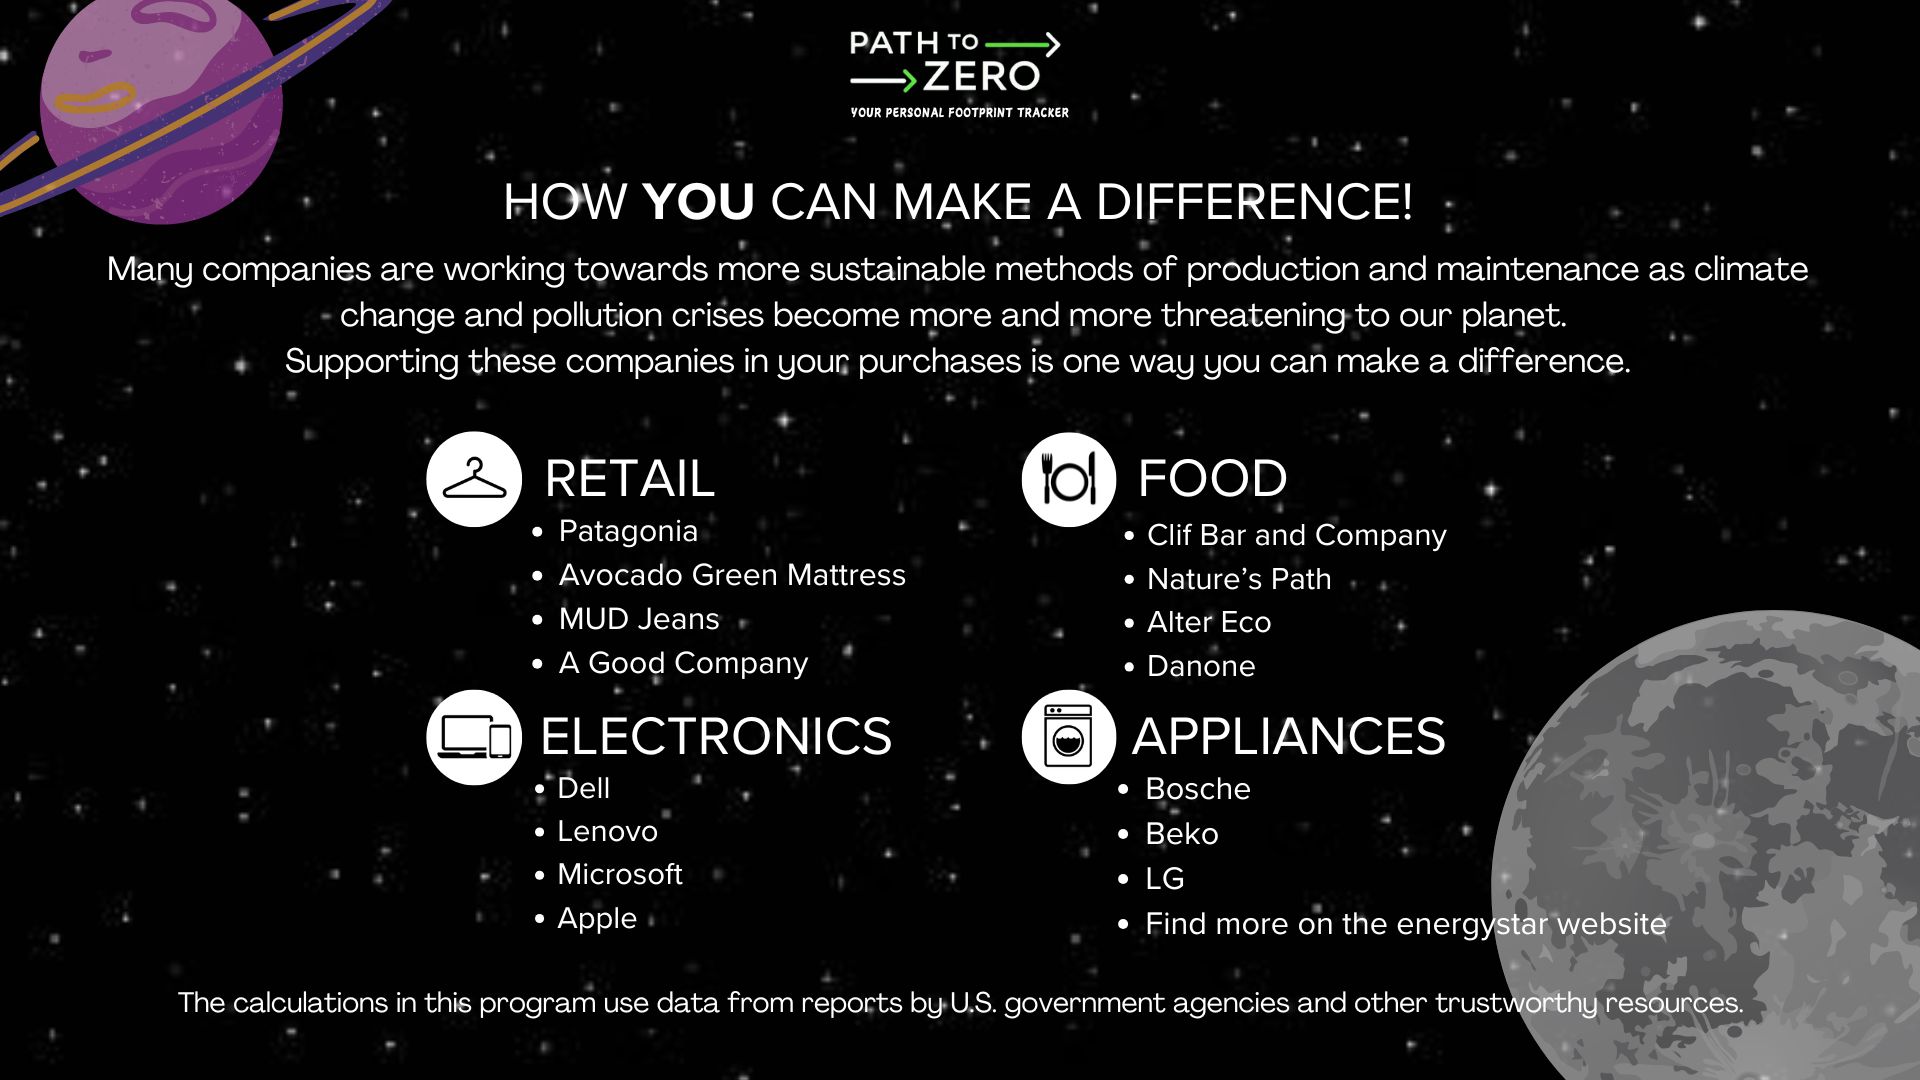 PATH TO
ZERO
YOUR PERSONAL FOOTPRINT TRACKER
HOW YOU CAN MAKE A DIFFERENCE!
Many companies are working towards more sustainable methods of production and maintenance as climate
change and pollution crises become more and more threatening to our planet.
Supporting these companies in your purchases is one way you can make a difference.
RETAIL
• Patagonia
• Avocado Green Mattress
• MUD Jeans
• A Good Company
FOOD
• Clif Bar and Company
• Nature’s Path
• Alter Eco
• Danone
ELECTRONICS
• Dell
• Lenovo
• Microsoft
• Apple
APPLIANCES
• Bosche
• Beko
• LG
• Find more on the energystar website
The calculations in this program use data from reports by U.S. government agencies and other trustworthy resources.